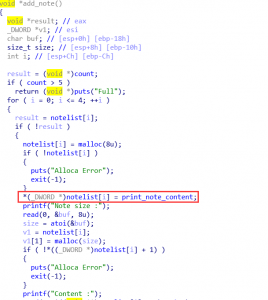 void *add_note()
{
void *result; // eax
_DWORD *v1; // esi
char buf; // [esp+0h] [ebp-18h]
size_t size; // [esp+8h] [ebp-10h]
int i; // [esp+Ch] [ebp-Ch]
result = (void *)count;
if ( count > 5 )
return (void *)puts("Full");
for ( i = 0; i <= 4; ++i )
{
result = notelist[i];
if ( !result )
{
notelist[i] = malloc(8u);
if ( !notelist[i] )
{
puts("Alloca Error");
exit(-1);
}
*(_DWORD *)notelist[i] = print_note_content;
printf("Note size :");
read(0, &buf, 8u);
size = atoi(&buf);
v1 = notelist[i];
v1[1] = malloc(size);
if ( !*((_DWORD *)notelist[i] + 1) )
{
puts("Alloca Error");
exit(-1);
}
printf("Content :");